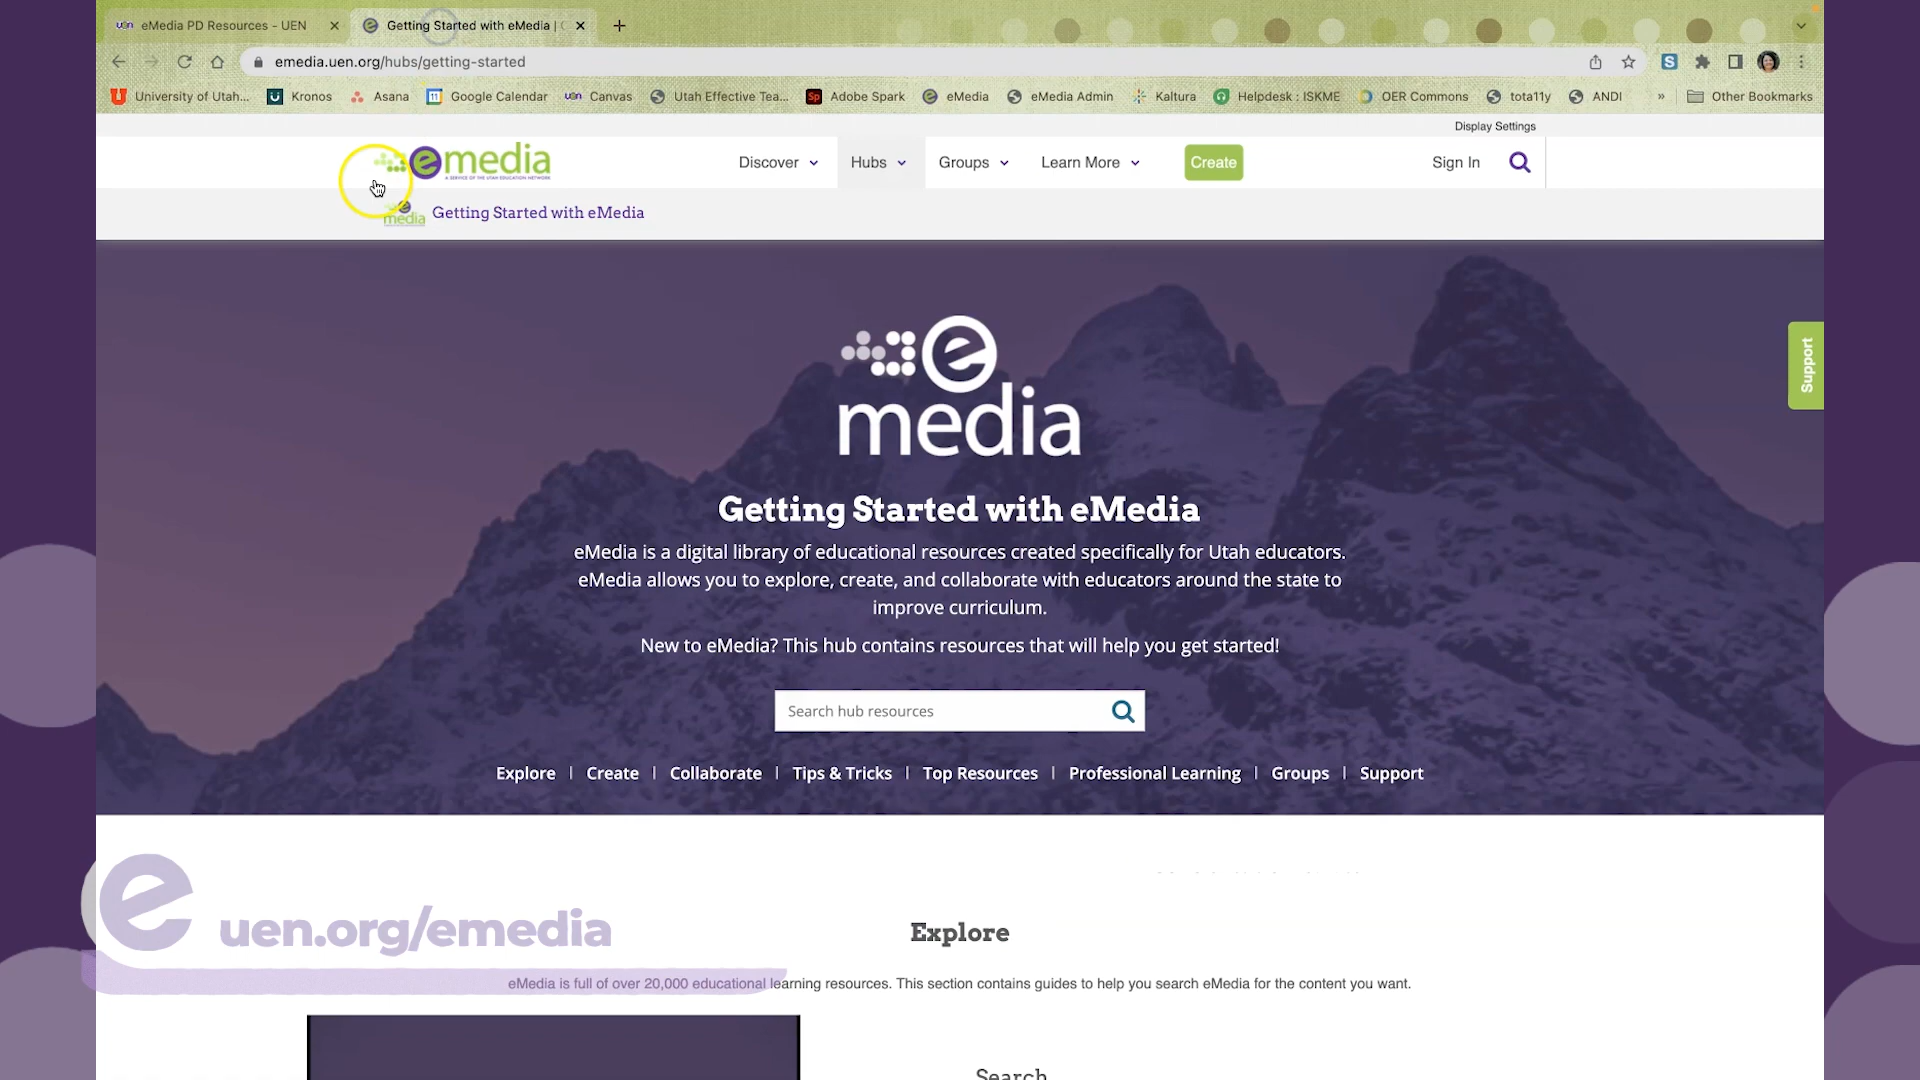 uen eMedia PD Resources - UEN
Getting Started with eMedia |
emedia.uen.org/hubs/getting-started
S
University of Utah...
Kronos
Asana
11 Google Calendar
uen Canvas
Utah Effective Tea...
Sp Adobe Spark
eMedia
eMedia Admin
Kaltura
Helpdesk : ISKME
OER Commons
tota11y
ANDI
»
Other Bookmarks
Display Settings
emedia
A SERVICE OF THE UTAH EDUCATION NETWORK
Discover
Hubs
Groups
Learn More
Create
Sign In
media
Getting Started with eMedia
Support
e
media
Getting Started with eMedia
eMedia is a digital library of educational resources created specifically for Utah educators.
eMedia allows you to explore, create, and collaborate with educators around the state to
improve curriculum.
New to eMedia? This hub contains resources that will help you get started!
Search hub resources
Explore | Create | Collaborate | Tips & Tricks | Top Resources | Professional Learning | Groups | Support
e uen.org/emedia
Explore
eMedia is full of over 20,000 educational learning resources. This section contains guides to help you search eMedia for the content you want.
Search